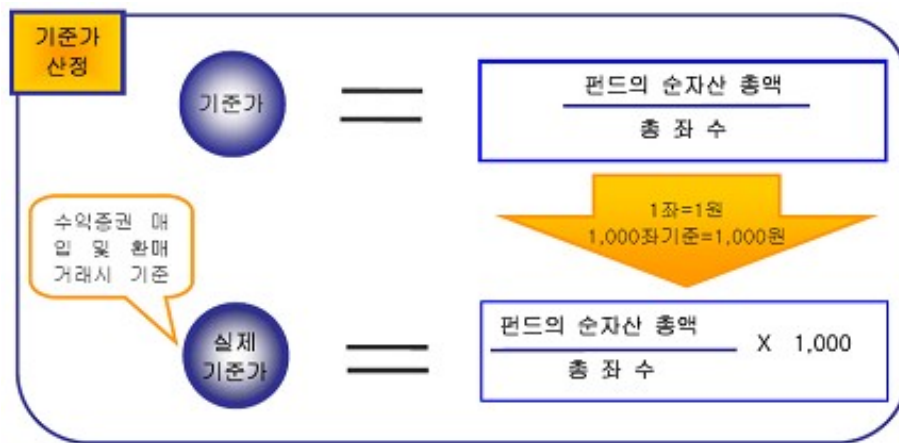 기준가
산정
기준가
펀드의 순자산 총액
총 좌 수
1좌=1원
1,000좌기준=1,000원
수익증권 매
입 및 환매
거래시 기준
실제
기준가
펀드의 순자산 총액
총 좌 수
X 1,000